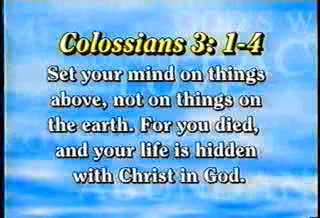 Colossians 3: 1-4
Set your mind on things
above, not on things on
the earth. For you died,
and your life is hidden
with Christ in God.